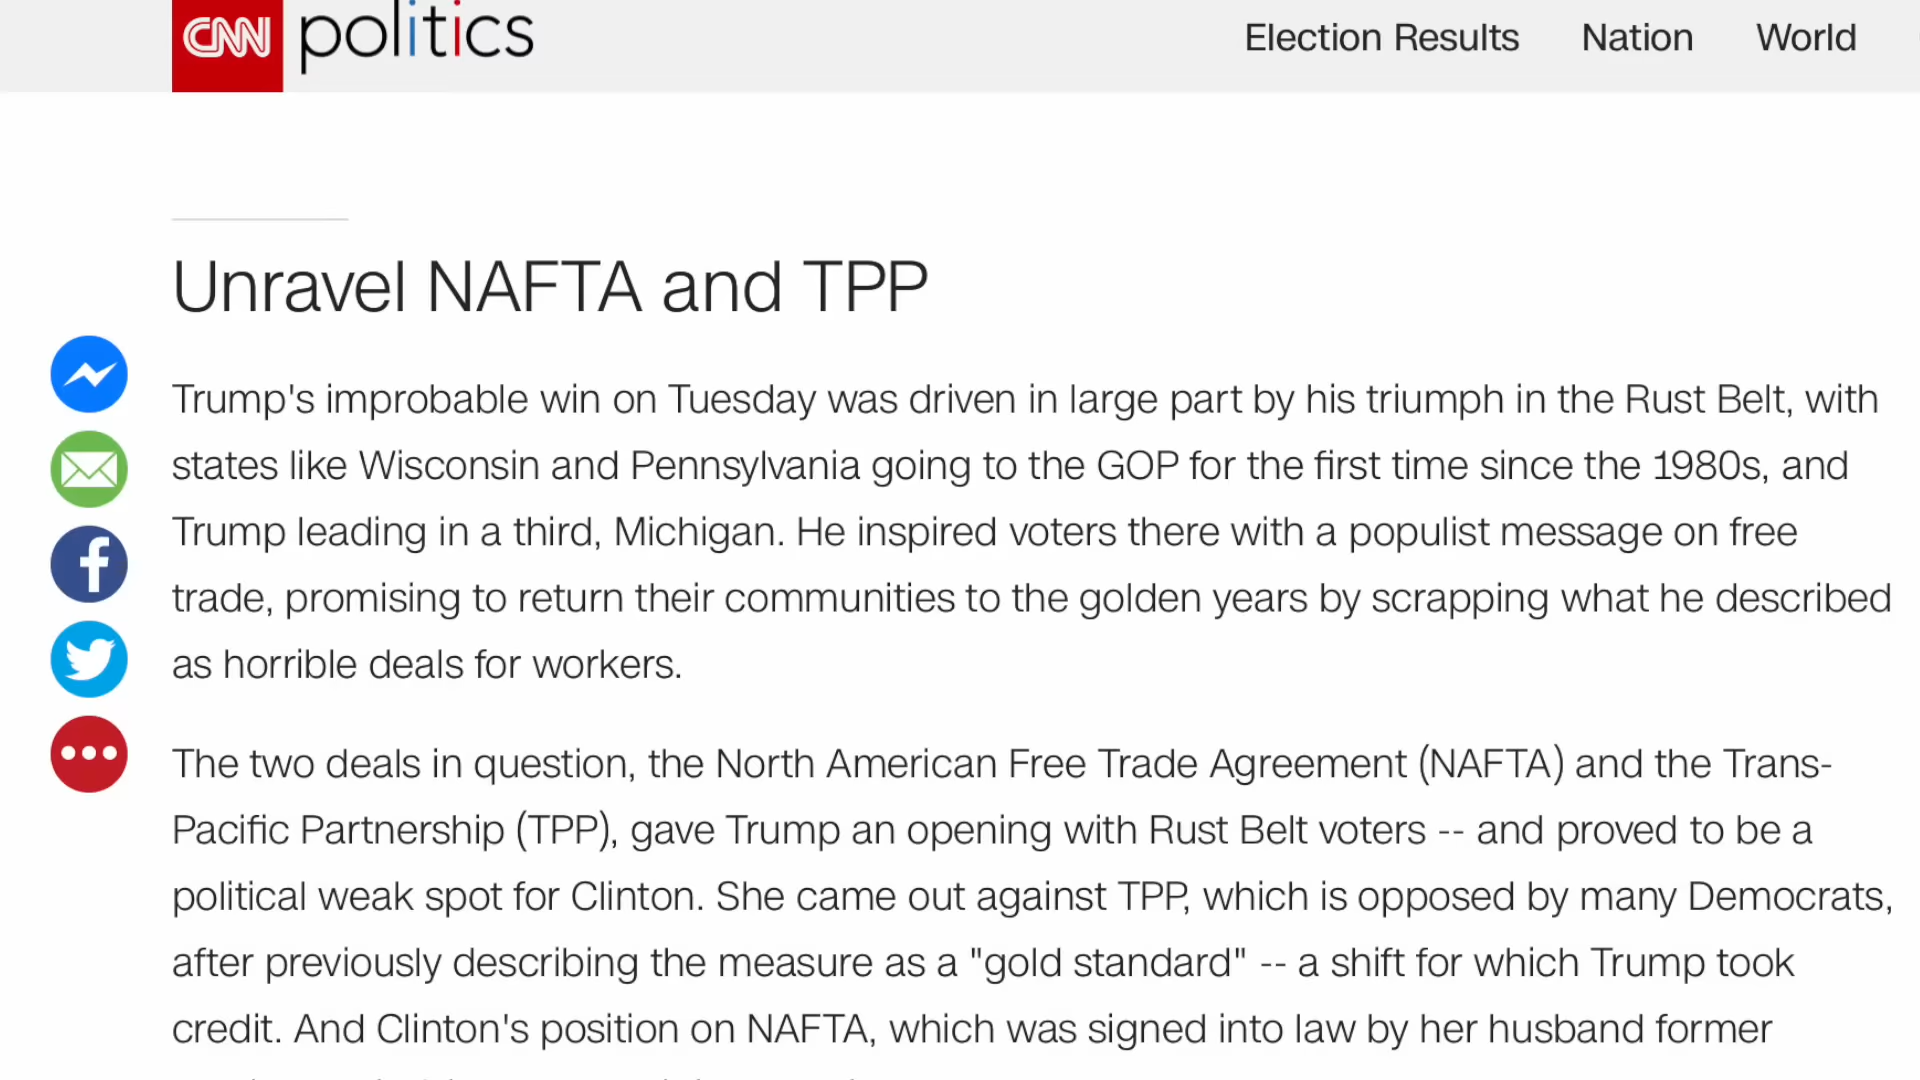 CNN politics Election Results Nation World
Unravel NAFTA and TPP
Trump's improbable win on Tuesday was driven in large part by his triumph in the Rust Belt, with
states like Wisconsin and Pennsylvania going to the GOP for the first time since the 1980s, and
Trump leading in a third, Michigan. He inspired voters there with a populist message on free
trade, promising to return their communities to the golden years by scrapping what he described
as horrible deals for workers.
The two deals in question, the North American Free Trade Agreement (NAFTA) and the Trans-
Pacific Partnership (TPP), gave Trump an opening with Rust Belt voters -- and proved to be a
political weak spot for Clinton. She came out against TPP, which is opposed by many Democrats,
after previously describing the measure as a "gold standard" -- a shift for which Trump took
credit. And Clinton's position on NAFTA, which was signed into law by her husband former